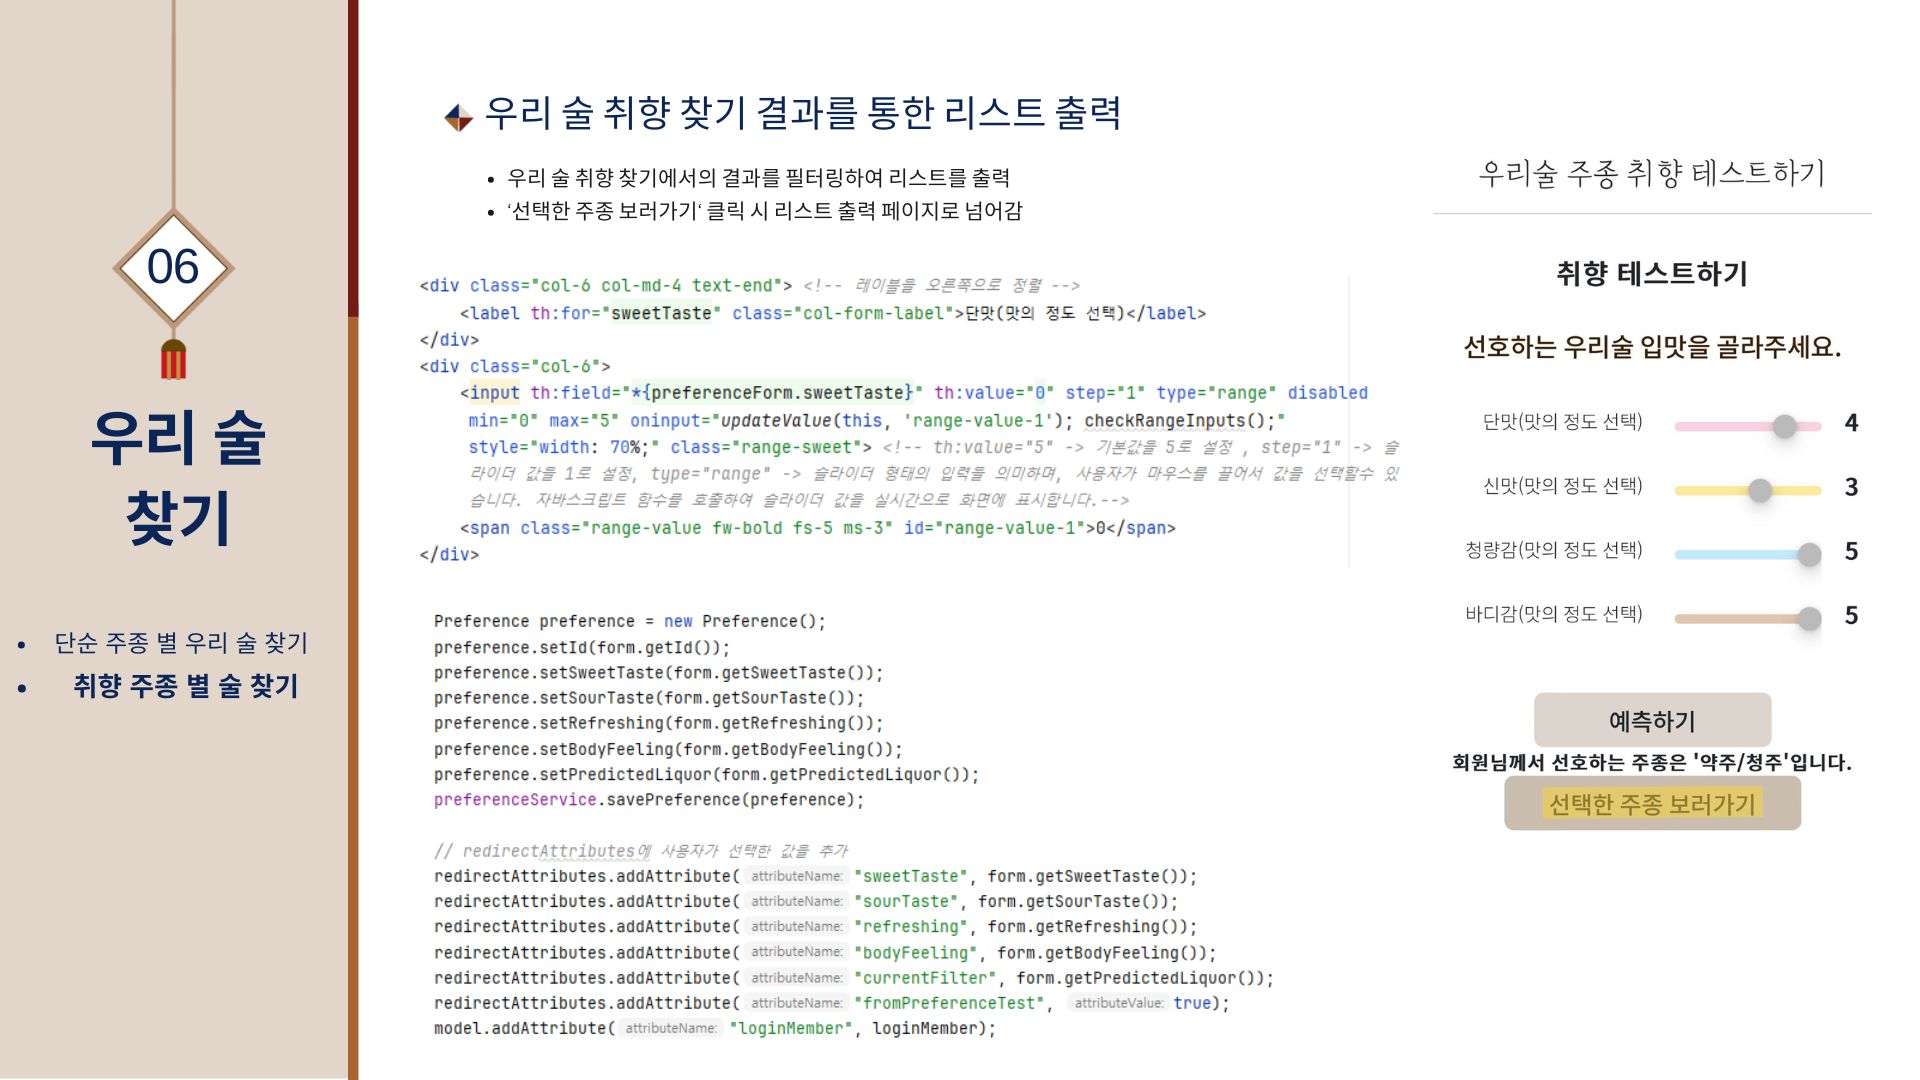 06
우리 술
찾기
• 단순 주종 별 우리 술 찾기
• 취향 주종 별 술 찾기
우리 술 취향 찾기 결과를 통한 리스트 출력
• 우리 술 취향 찾기에서의 결과를 필터링하여 리스트를 출력
• ‘선택한 주종 보러가기‘ 클릭 시 리스트 출력 페이지로 넘어감
<div class="col-6 col-md-4 text-end"> <!-- 레이블을 오른쪽으로 정렬 -->
<label th:for="sweetTaste" class="col-form-label">단맛(맛의 정도 선택)</label>
</div>
<div class="col-6">
<input th:field="*{preferenceForm.sweetTaste}" th:value="0" step="1" type="range" disabled
min="0" max="5" oninput="updateValue(this, 'range-value-1'); checkRangeInputs();"
style="width: 70%;" class="range-sweet"> <!-- th:value="5" -> 기본값을 5로 설정 , step="1" -> 슬
라이더 값을 1로 설정, type="range" -> 슬라이더 형태의 입력을 의미하며, 사용자가 마우스를 끌어서 값을 선택할수 있
습니다. 자바스크립트 함수를 호출하여 슬라이더 값을 실시간으로 화면에 표시합니다.-->
<span class="range-value fw-bold fs-5 ms-3" id="range-value-1">0</span>
</div>
Preference preference = new Preference();
preference.setId(form.getId());
preference.setSweetTaste(form.getSweetTaste());
preference.setSourTaste(form.getSourTaste());
preference.setRefreshing(form.getRefreshing());
preference.setBodyFeeling(form.getBodyFeeling());
preference.setPredictedLiquor(form.getPredictedLiquor());
preferenceService.savePreference(preference);
// redirectAttributes에 사용자가 선택한 값을 추가
redirectAttributes.addAttribute( attributeName: "sweetTaste", form.getSweetTaste());
redirectAttributes.addAttribute( attributeName: "sourTaste", form.getSourTaste());
redirectAttributes.addAttribute( attributeName: "refreshing", form.getRefreshing());
redirectAttributes.addAttribute( attributeName: "bodyFeeling", form.getBodyFeeling());
redirectAttributes.addAttribute( attributeName: "currentFilter", form.getPredictedLiquor());
redirectAttributes.addAttribute( attributeName: "fromPreferenceTest", attributeValue: true);
model.addAttribute( attributeName: "loginMember", loginMember);
우리술 주종 취향 테스트하기
취향 테스트하기
선호하는 우리술 입맛을 골라주세요.
단맛(맛의 정도 선택) 4
신맛(맛의 정도 선택) 3
청량감(맛의 정도 선택) 5
바디감(맛의 정도 선택) 5
예측하기
회원님께서 선호하는 주종은 '약주/청주'입니다.
선택한 주종 보러가기